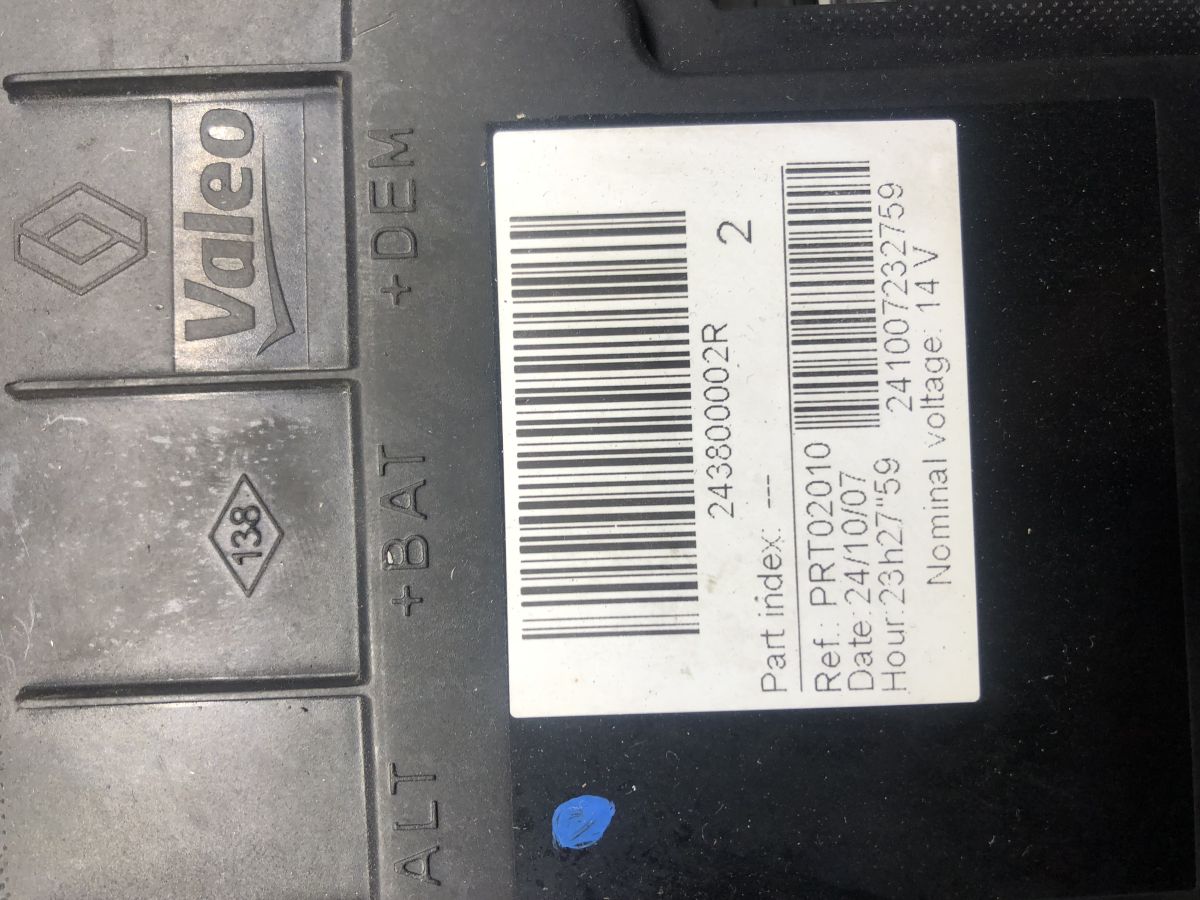 Valeo
138
ALT +BAT +DEM
243800002R 2
Part index: ---
Ref.: PRT02010
Date: 24/10/07
Hour: 23h27"59 241007232759
Nominal voltage: 14 V